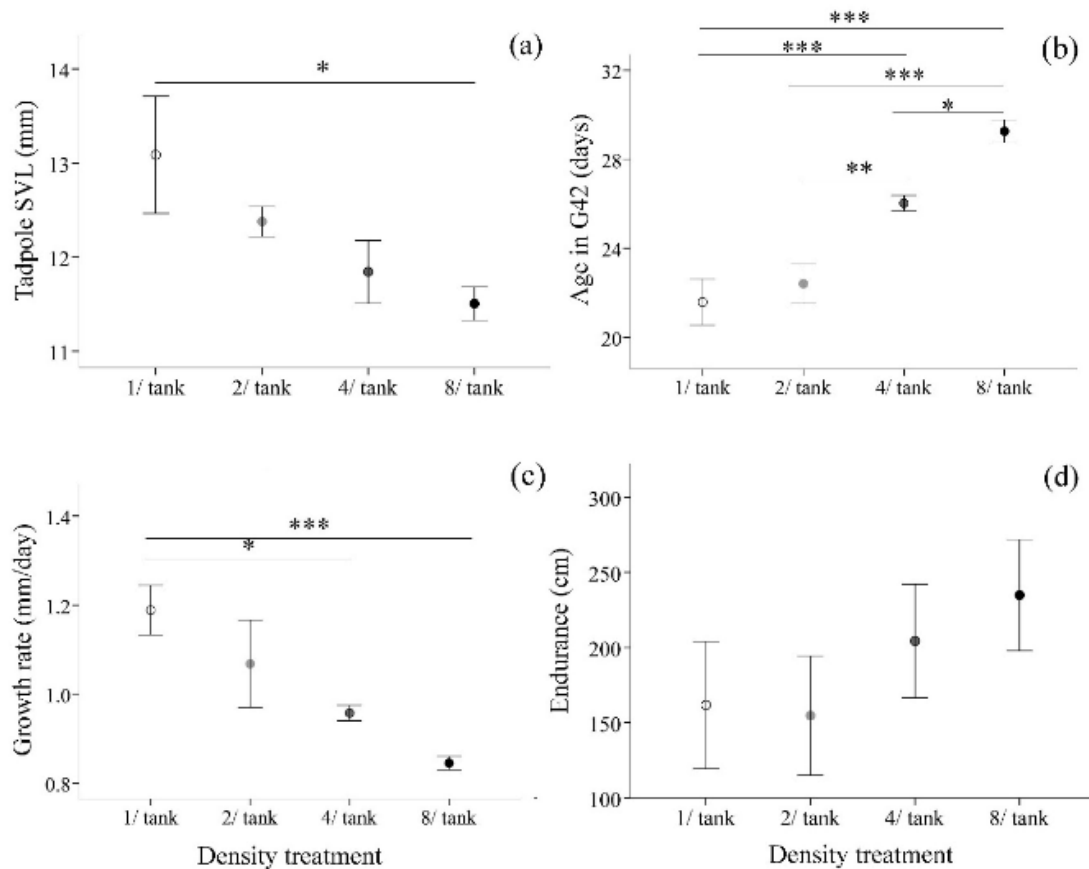 (a)
Tadpole SVL (mm)
14
13
12
11
*
1/ tank 2/ tank 4/ tank 8/ tank
(b)
Age in G42 (days)
32
28
24
20
***
***
***
*
**
1/ tank 2/ tank 4/ tank 8/ tank
(c)
Growth rate (mm/day)
1.4
1.2
1.0
0.8
***
*
1/ tank 2/ tank 4/ tank 8/ tank
Density treatment
(d)
Endurance (cm)
300
250
200
150
100
1/ tank 2/ tank 4/ tank 8/ tank
Density treatment